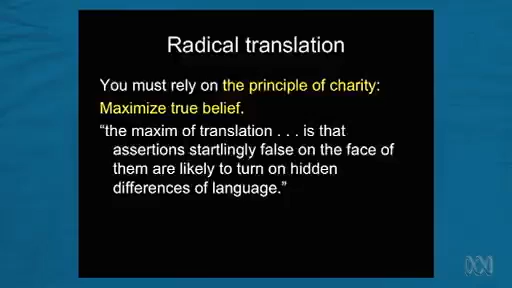 Radical translation
You must rely on the principle of charity:
Maximize true belief.
“the maxim of translation . . . is that
assertions startlingly false on the face of
them are likely to turn on hidden
differences of language.”